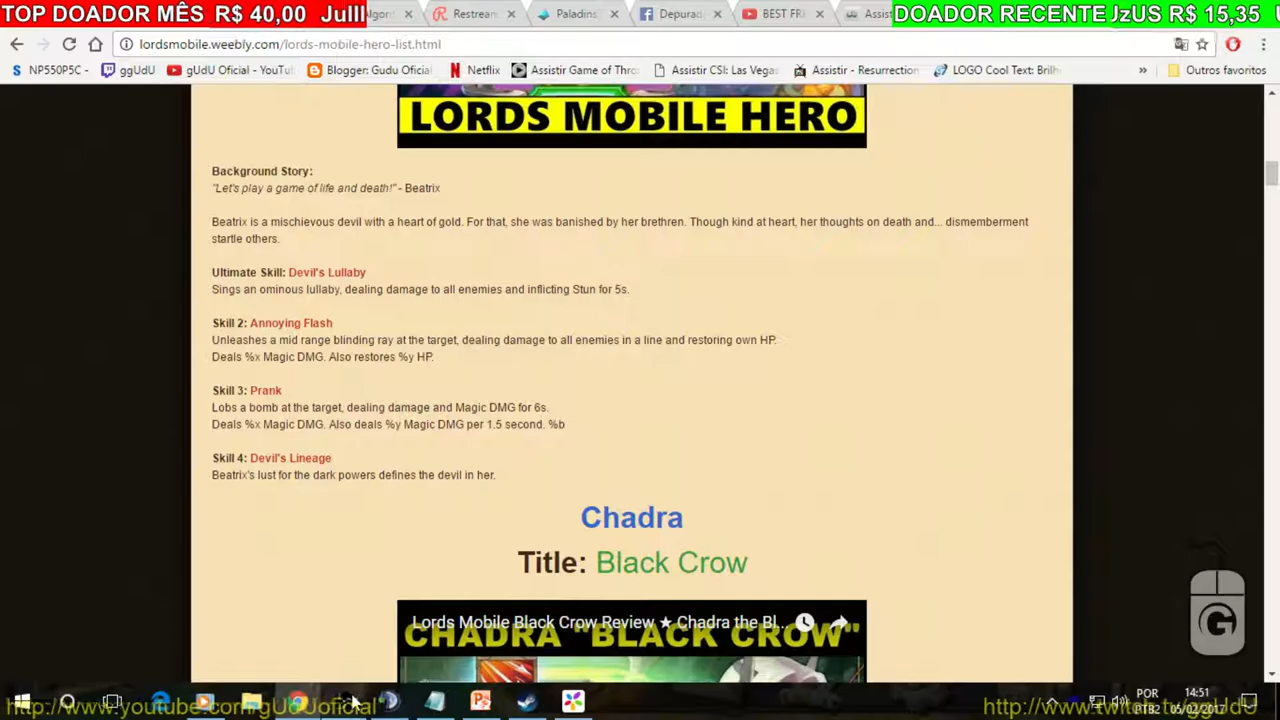 TOP DOADOR MÊS R$ 40,00 Julll
Restrean
Paladins
Depurado
BEST FRI
Assist
DOADOR RECENTE JzUS R$ 15,35
lordsmobile.weebly.com/lords-mobile-hero-list.html
NP550P5C -
ggUdU
gUdU Oficial - YouTu
Blogger: Gudu Oficial
Netflix
Assistir Game of Thro
Assistir CSI: Las Vegas
Assistir - Resurrection
LOGO Cool Text: Brilh
»
Outros favoritos
LORDS MOBILE HERO
Background Story:
"Let's play a game of life and death!" - Beatrix
Beatrix is a mischievous devil with a heart of gold. For that, she was banished by her brethren. Though kind at heart, her thoughts on death and... dismemberment
startle others.
Ultimate Skill: Devil's Lullaby
Sings an ominous lullaby, dealing damage to all enemies and inflicting Stun for 5s.
Skill 2: Annoying Flash
Unleashes a mid range blinding ray at the target, dealing damage to all enemies in a line and restoring own HP.
Deals %x Magic DMG. Also restores %y HP.
Skill 3: Prank
Lobs a bomb at the target, dealing damage and Magic DMG for 6s.
Deals %x Magic DMG. Also deals %y Magic DMG per 1.5 second. %b
Skill 4: Devil's Lineage
Beatrix's lust for the dark powers defines the devil in her.
Chadra
Title: Black Crow
Lords Mobile Black Crow Review ★ Chadra the Bl...
CHADRA "BLACK CROW"
http://www.youtube.com/gUdUoficial
POR
PTB2
14:51
05/02/2017